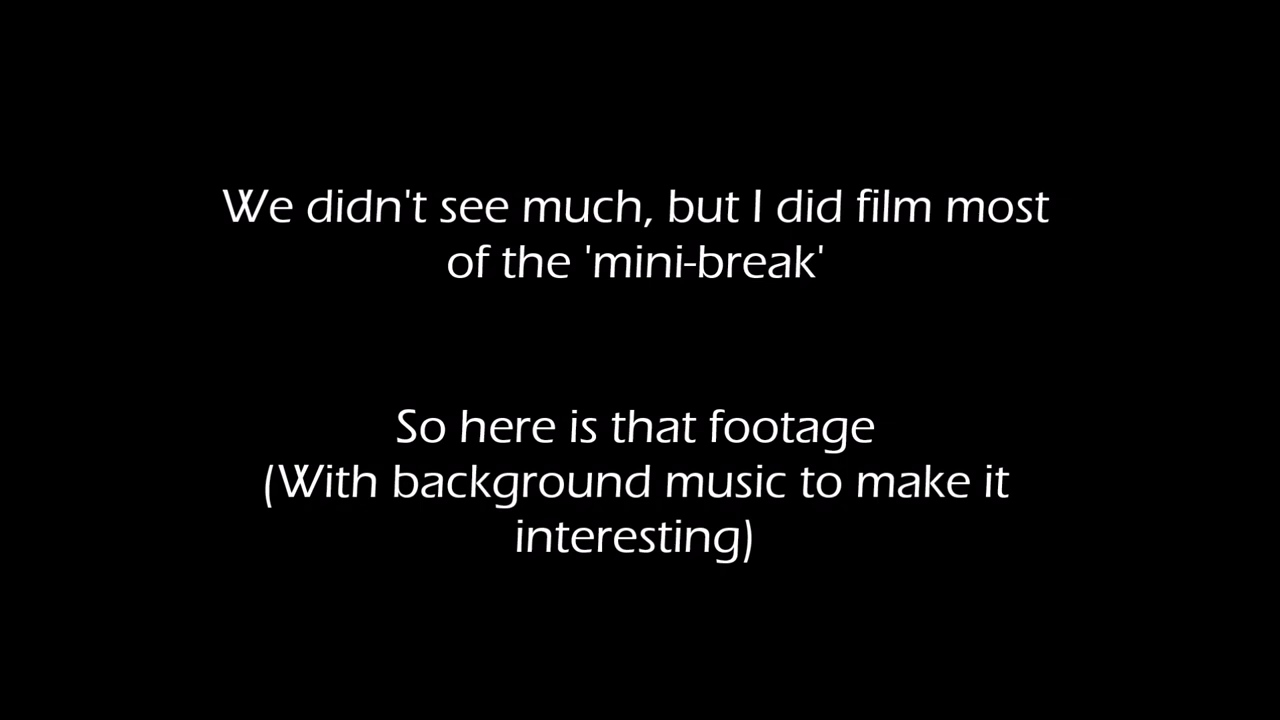 We didn't see much, but I did film most
of the 'mini-break'
So here is that footage
(With background music to make it
interesting)